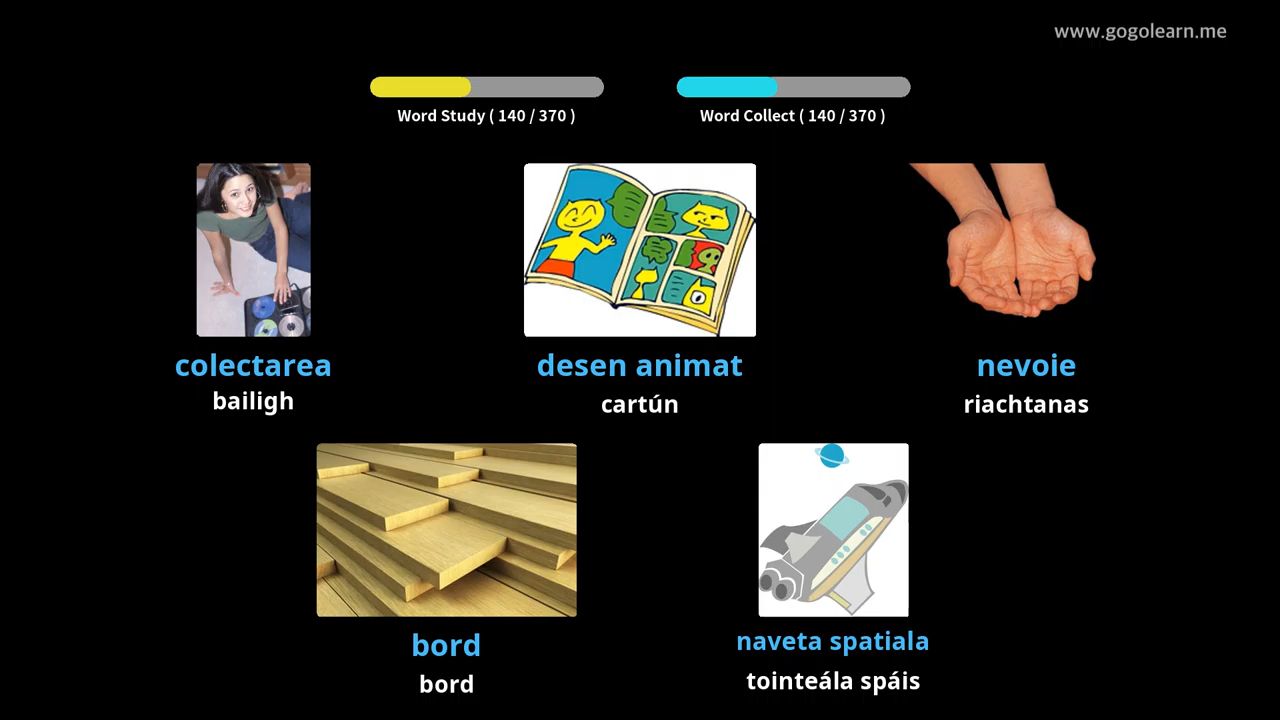 www.gogolearn.me
Word Study ( 140 / 370 )
Word Collect ( 140 / 370 )
colectarea
desen animat
nevoie
bailigh
cartún
riachtanas
bord
naveta spatiala
bord
tointeála spáis